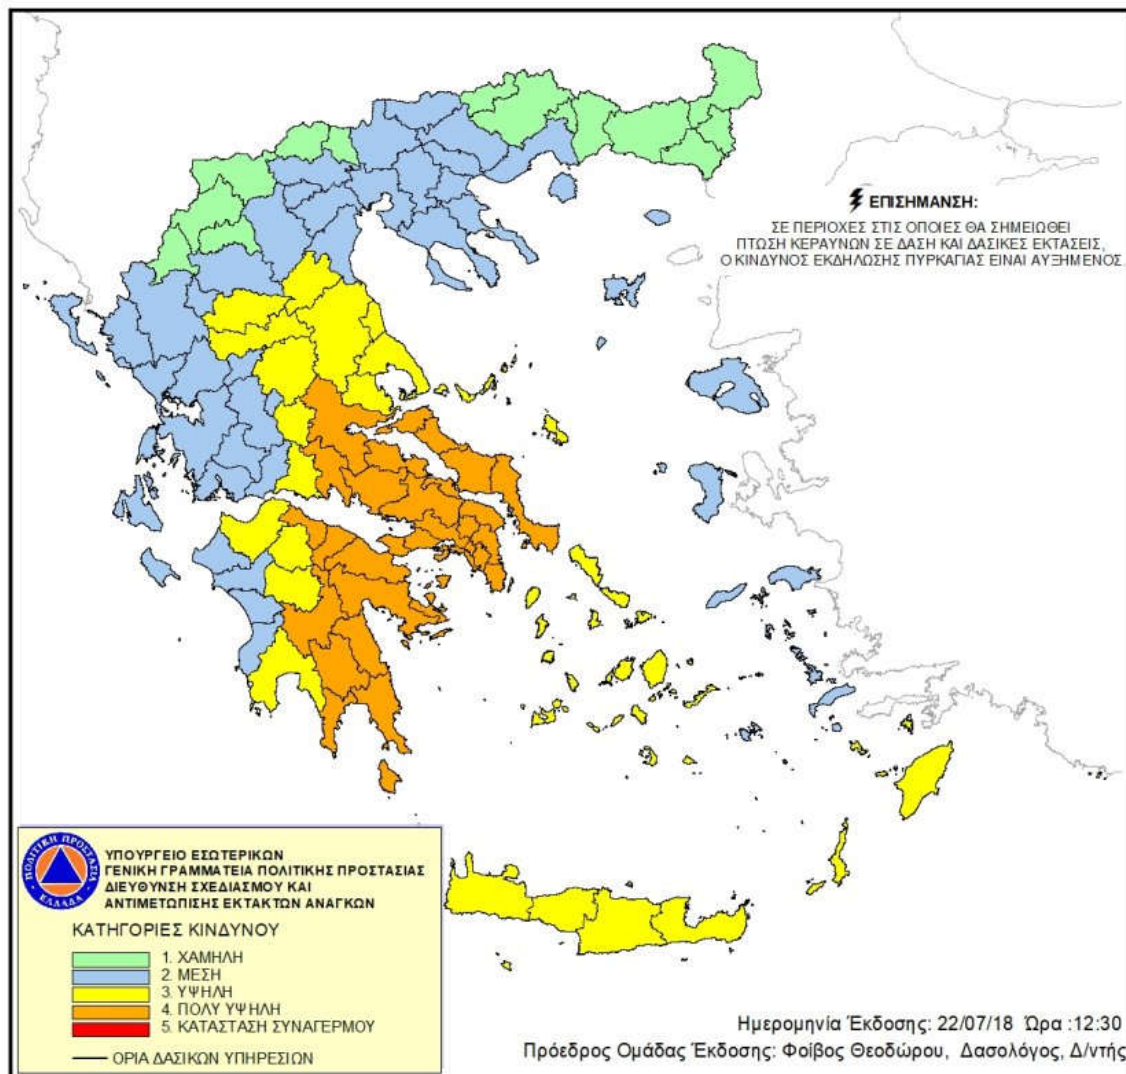 ΕΠΙΣΗΜΑΝΣΗ:
ΣΕ ΠΕΡΙΟΧΕΣ ΣΤΙΣ ΟΠΟΙΕΣ ΘΑ ΣΗΜΕΙΩΘΕΙ
ΠΤΩΣΗ ΚΕΡΑΥΝΩΝ ΣΕ ΔΑΣΗ ΚΑΙ ΔΑΣΙΚΕΣ ΕΚΤΑΣΕΙΣ,
Ο ΚΙΝΔΥΝΟΣ ΕΚΔΗΛΩΣΗΣ ΠΥΡΚΑΓΙΑΣ ΕΙΝΑΙ ΑΥΞΗΜΕΝΟΣ.
ΠΟΛΙΤΙΚΗ ΠΡΟΣΤΑΣΙΑ
ΕΛΛΑΔΑ
ΥΠΟΥΡΓΕΙΟ ΕΣΩΤΕΡΙΚΩΝ
ΓΕΝΙΚΗ ΓΡΑΜΜΑΤΕΙΑ ΠΟΛΙΤΙΚΗΣ ΠΡΟΣΤΑΣΙΑΣ
ΔΙΕΥΘΥΝΣΗ ΣΧΕΔΙΑΣΜΟΥ ΚΑΙ
ΑΝΤΙΜΕΤΩΠΙΣΗΣ ΕΚΤΑΚΤΩΝ ΑΝΑΓΚΩΝ
ΚΑΤΗΓΟΡΙΕΣ ΚΙΝΔΥΝΟΥ
1. ΧΑΜΗΛΗ
2. ΜΕΣΗ
3. ΥΨΗΛΗ
4. ΠΟΛΥ ΥΨΗΛΗ
5. ΚΑΤΑΣΤΑΣΗ ΣΥΝΑΓΕΡΜΟΥ
ΟΡΙΑ ΔΑΣΙΚΩΝ ΥΠΗΡΕΣΙΩΝ
Ημερομηνία Έκδοσης: 22/07/18 Ώρα :12:30
Πρόεδρος Ομάδας Έκδοσης: Φοίβος Θεοδώρου, Δασολόγος, Δ/ντής